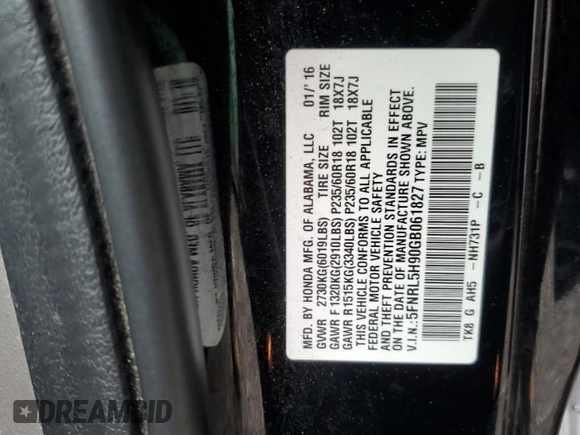 MFD. BY HONDA MFG. OF ALABAMA, LLC 01/'16
GVWR 2730KG(6019LBS) TIRE SIZE RIM SIZE
GAWR F 1320KG(2910LBS) P235/60R18 102T 18X7J
GAWR R1515KG(3340LBS) P235/60R18 102T 18X7J
THIS VEHICLE CONFORMS TO ALL APPLICABLE
FEDERAL MOTOR VEHICLE SAFETY
AND THEFT PREVENTION STANDARDS IN EFFECT
ON THE DATE OF MANUFACTURE SHOWN ABOVE.
V.I.N.:5FNRL5H90GB061827 TYPE: MPV
TK8 G AH5 -NH731P -C -B
DREAMBID